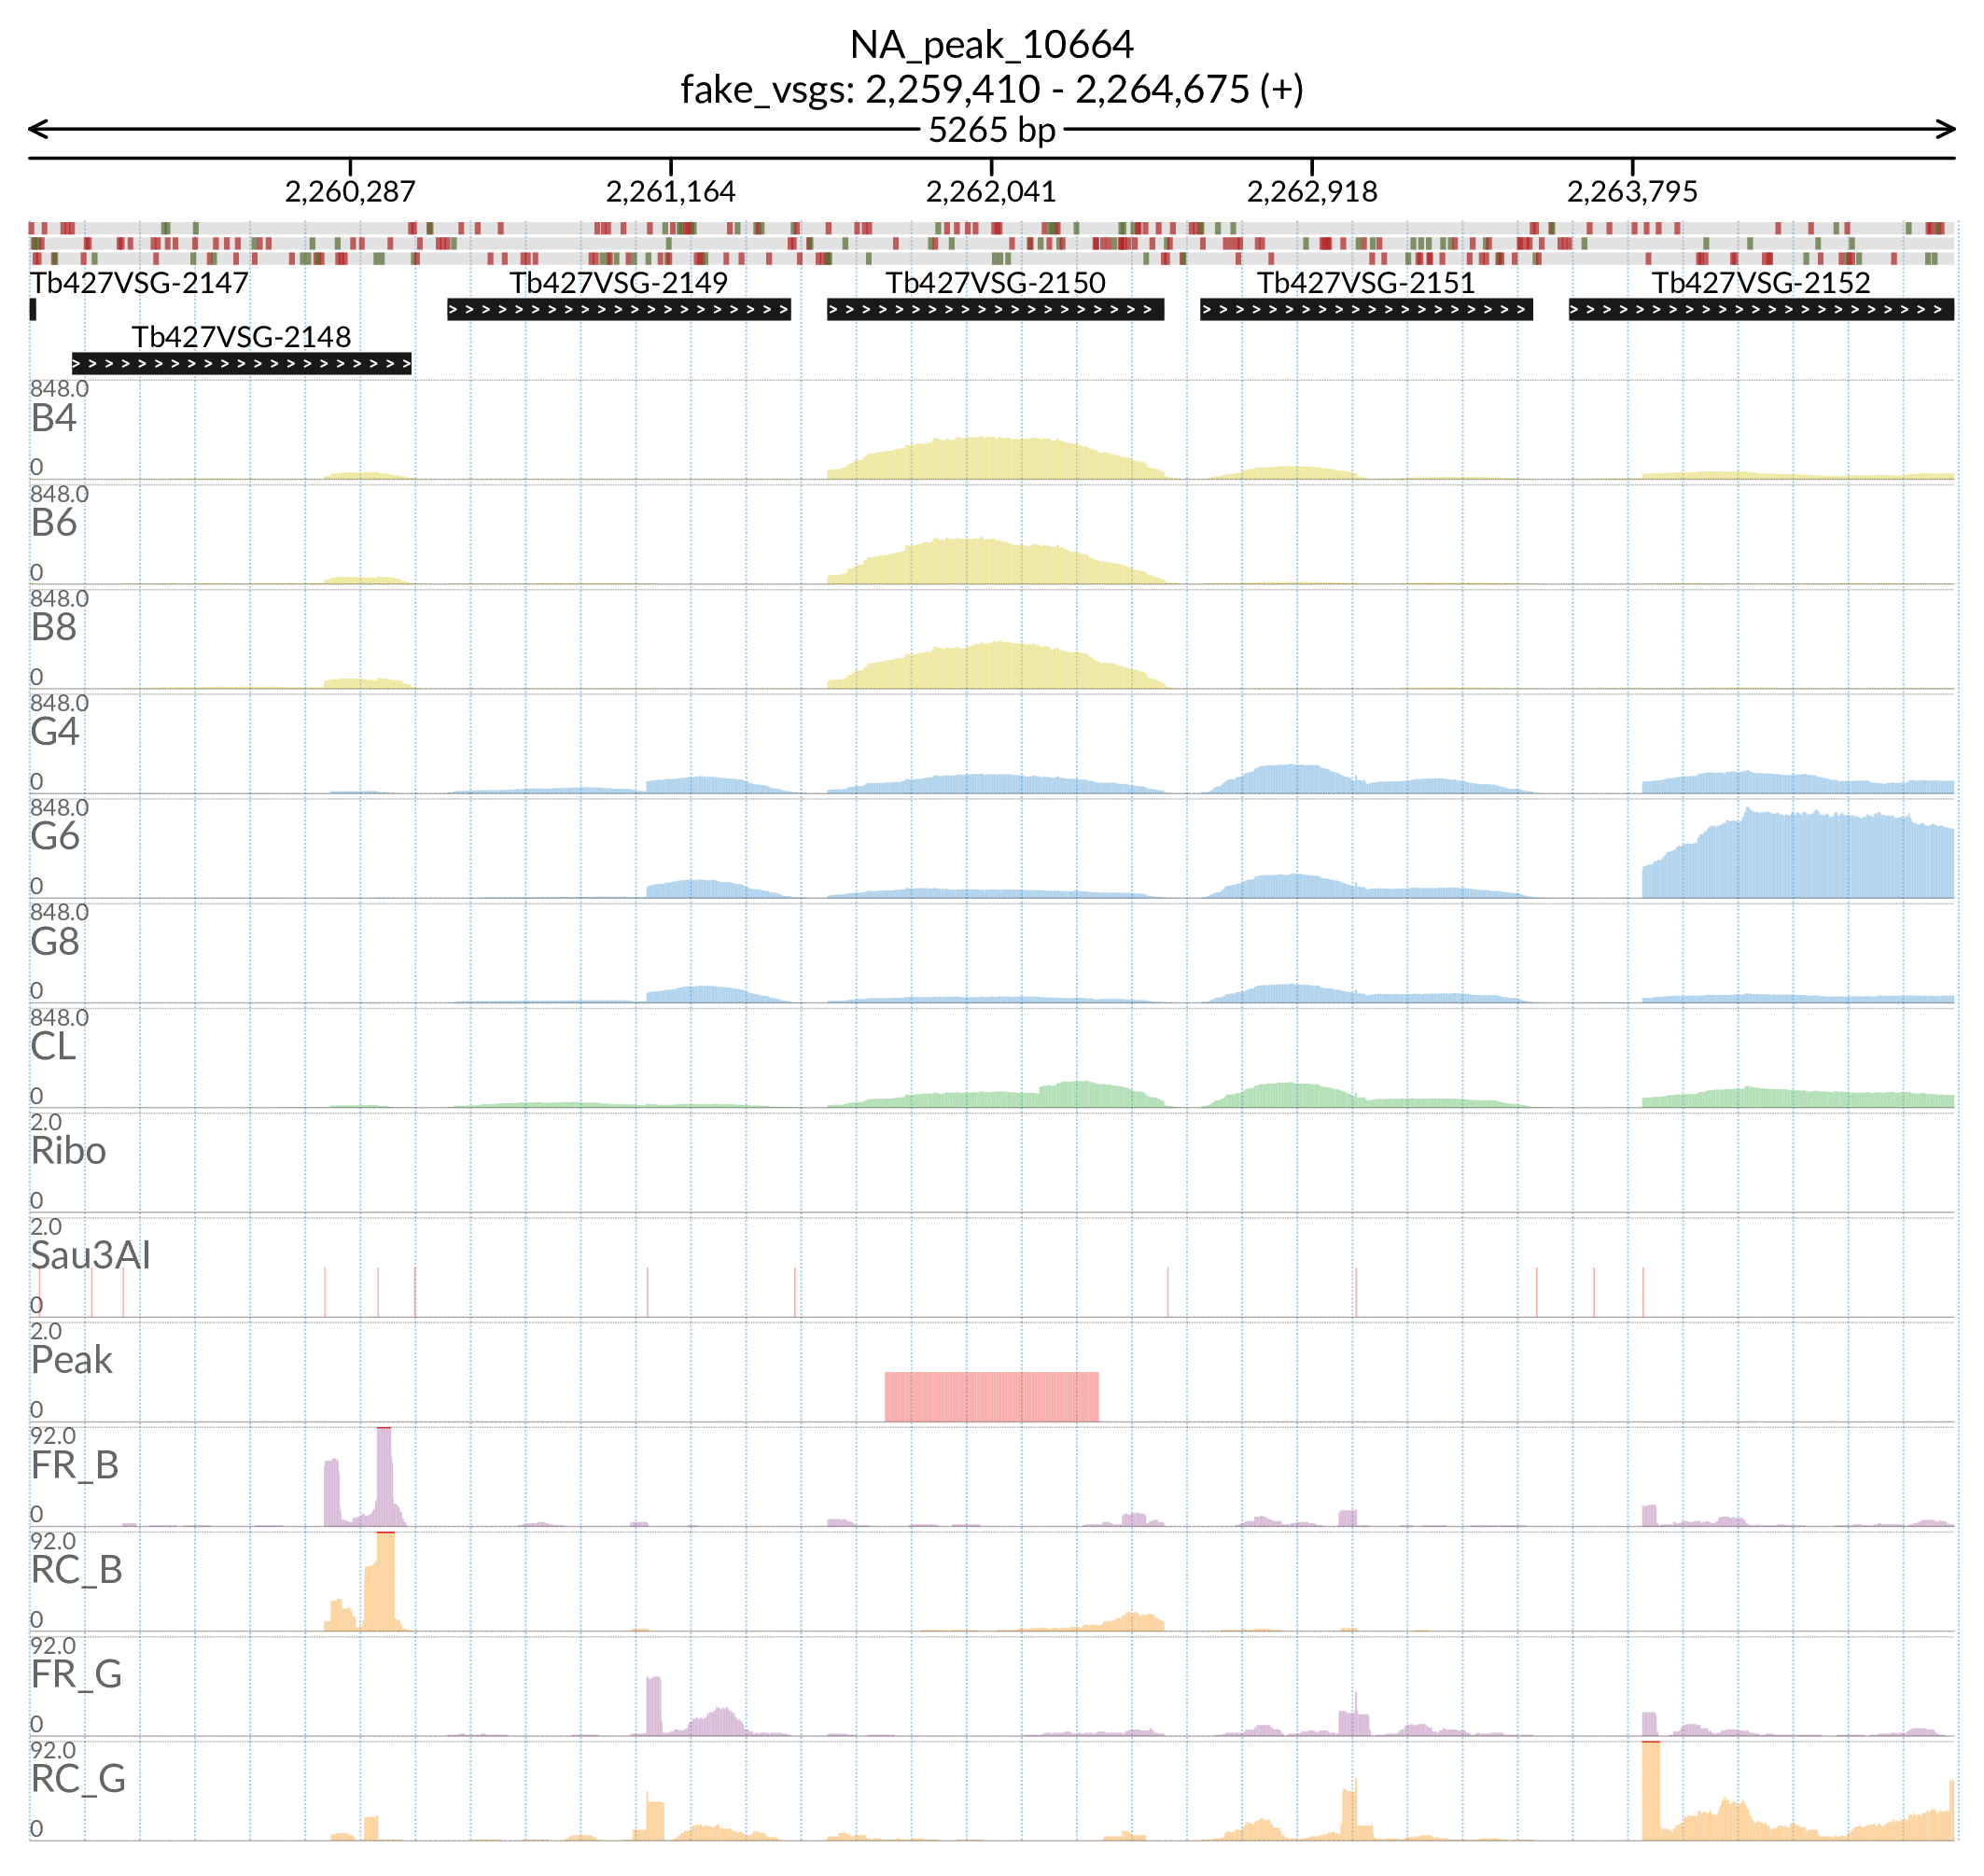 NA_peak_10664
fake_vsgs: 2,259,410 - 2,264,675 (+)
5265 bp
2,260,287 2,261,164 2,262,041 2,262,918 2,263,795
Tb427VSG-2147 Tb427VSG-2149 Tb427VSG-2150 Tb427VSG-2151 Tb427VSG-2152
Tb427VSG-2148
848.0
B4
0
848.0
B6
0
848.0
B8
0
848.0
G4
0
848.0
G6
0
848.0
G8
0
848.0
CL
0
2.0
Ribo
0
2.0
Sau3AI
0
2.0
Peak
0
92.0
FR_B
0
92.0
RC_B
0
92.0
FR_G
0
92.0
RC_G
0